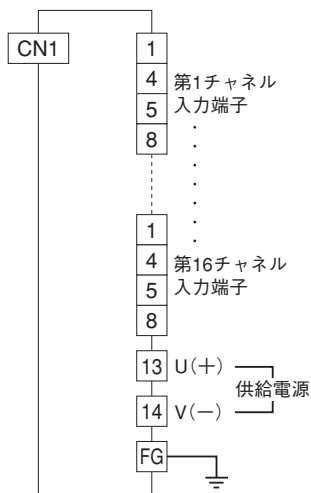 CN1
1
4
5
8
第1チャネル
入力端子
1
4
5
8
第16チャネル
入力端子
13 U(+)
14 V(-)
供給電源
FG